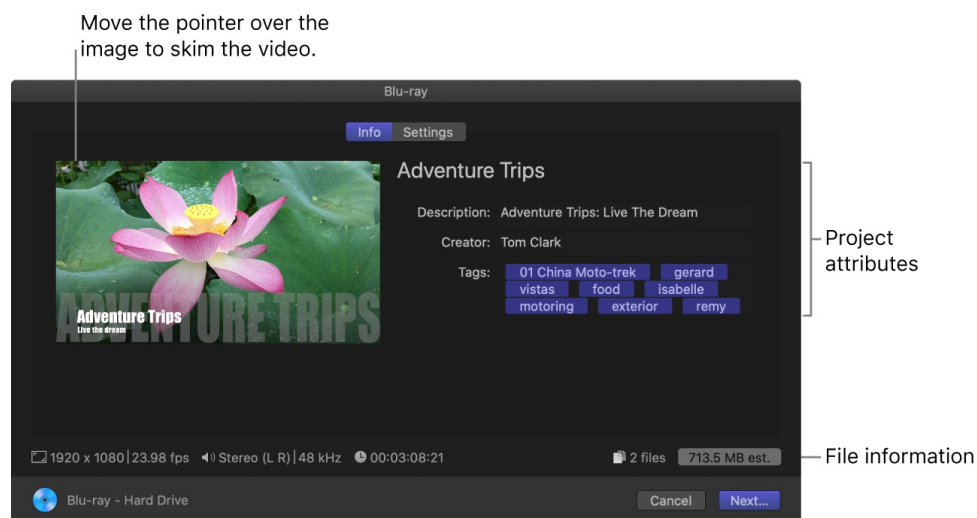 Move the pointer over the
image to skim the video.
Blu-ray
Info Settings
Adventure Trips
Description: Adventure Trips: Live The Dream
Creator: Tom Clark
Tags: 01 China Moto-trek gerard
vistas food isabelle
motoring exterior remy
Project
attributes
ADVENTURE TRIPS
Adventure Trips
Live the dream
1920 x 1080 | 23.98 fps Stereo (L R) | 48 kHz 00:03:08:21 2 files 713.5 MB est.
File information
Blu-ray - Hard Drive Cancel Next...